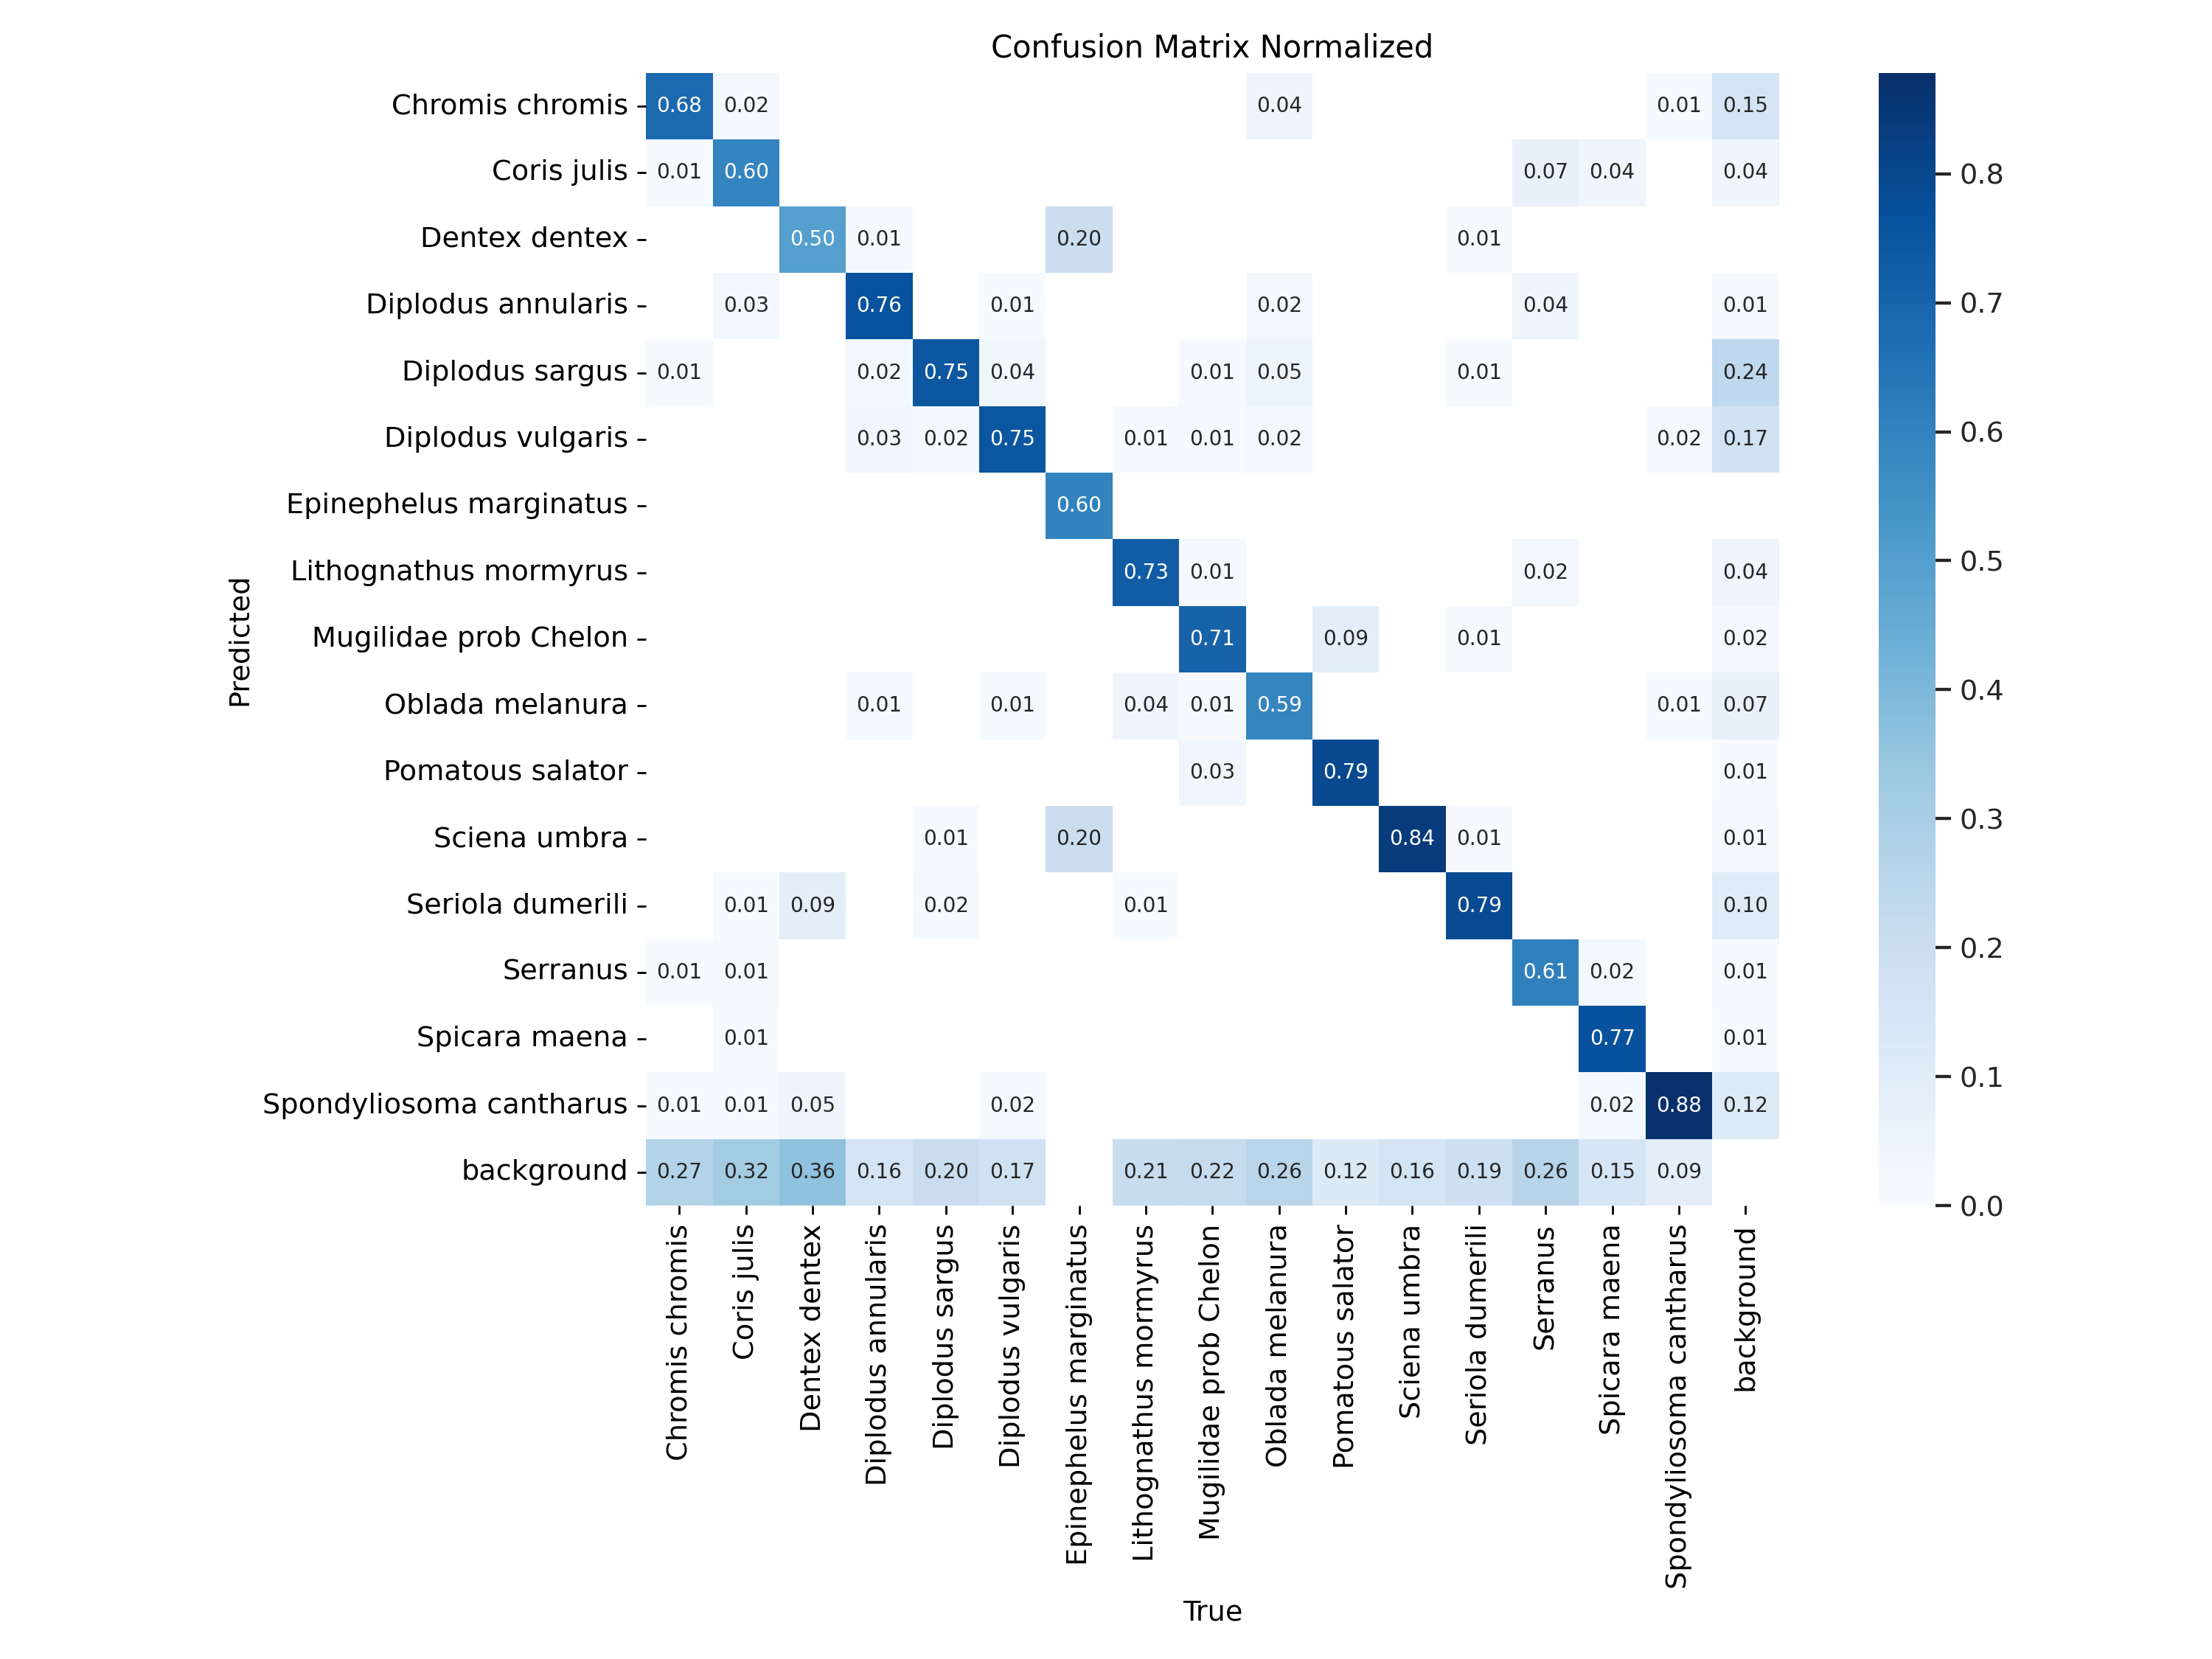 Confusion Matrix Normalized
Chromis chromis 0.68 0.02 0.04 0.01 0.15
Coris julis 0.01 0.60 0.07 0.04 0.04
Dentex dentex 0.50 0.01 0.20 0.01
Diplodus annularis 0.03 0.76 0.01 0.02 0.04 0.01
Diplodus sargus 0.01 0.02 0.75 0.04 0.01 0.05 0.01 0.24
Diplodus vulgaris 0.03 0.02 0.75 0.01 0.01 0.02 0.02 0.17
Epinephelus marginatus 0.60
Lithognathus mormyrus 0.73 0.01 0.02 0.04
Mugilidae prob Chelon 0.71 0.09 0.01 0.02
Oblada melanura 0.01 0.01 0.04 0.01 0.59 0.01 0.07
Pomatous salator 0.03 0.79 0.01
Sciena umbra 0.01 0.20 0.84 0.01 0.01
Seriola dumerili 0.01 0.09 0.02 0.01 0.79 0.10
Serranus 0.01 0.01 0.61 0.02 0.01
Spicara maena 0.01 0.77 0.01
Spondyliosoma cantharus 0.01 0.01 0.05 0.02 0.02 0.88 0.12
background 0.27 0.32 0.36 0.16 0.20 0.17 0.21 0.22 0.26 0.12 0.16 0.19 0.26 0.15 0.09
Predicted
Chromis chromis
Coris julis
Dentex dentex
Diplodus annularis
Diplodus sargus
Diplodus vulgaris
Epinephelus marginatus
Lithognathus mormyrus
Mugilidae prob Chelon
Oblada melanura
Pomatous salator
Sciena umbra
Seriola dumerili
Serranus
Spicara maena
Spondyliosoma cantharus
background
True
0.8
0.7
0.6
0.5
0.4
0.3
0.2
0.1
0.0